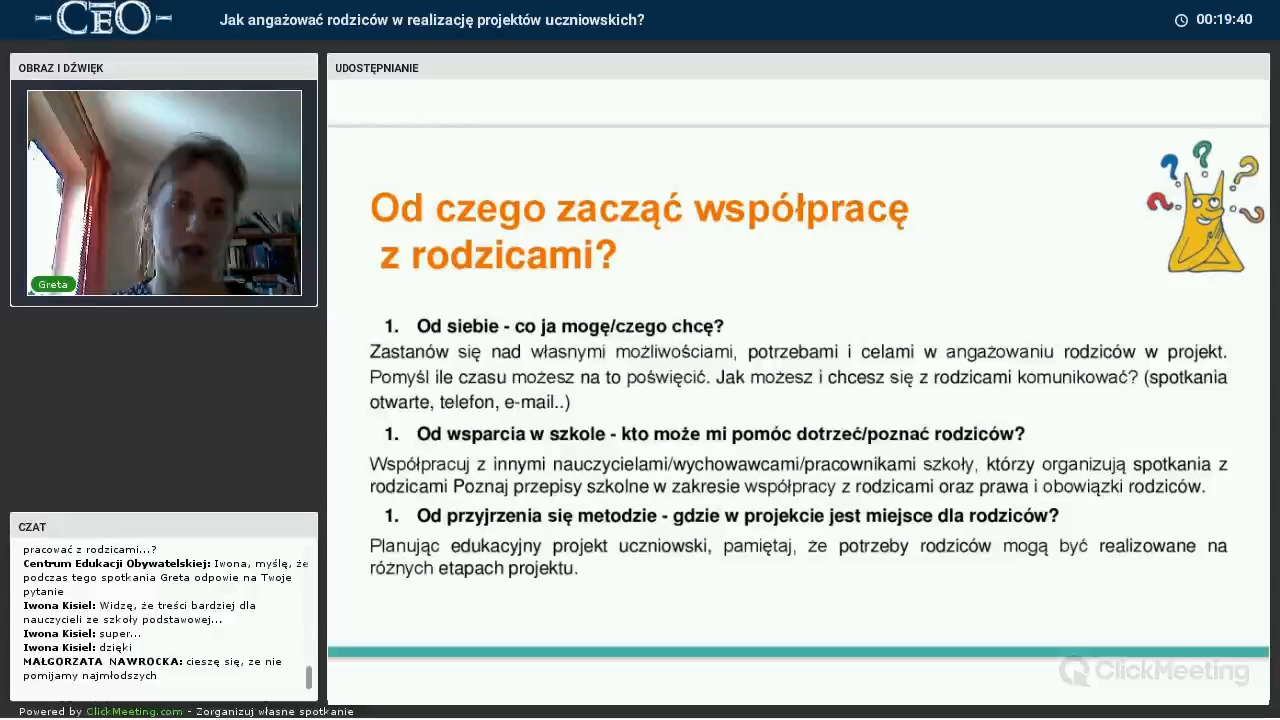 CEO
Jak angażować rodziców w realizację projektów uczniowskich?
00:19:40
OBRAZ I DŹWIĘK
Greta
UDOSTĘPNIANIE
Od czego zacząć współpracę
z rodzicami?
1. Od siebie - co ja mogę/czego chcę?
Zastanów się nad własnymi możliwościami, potrzebami i celami w angażowaniu rodziców w projekt.
Pomyśl ile czasu możesz na to poświęcić. Jak możesz i chcesz się z rodzicami komunikować? (spotkania
otwarte, telefon, e-mail..)
1. Od wsparcia w szkole - kto może mi pomóc dotrzeć/poznać rodziców?
Współpracuj z innymi nauczycielami/wychowawcami/pracownikami szkoły, którzy organizują spotkania z
rodzicami Poznaj przepisy szkolne w zakresie współpracy z rodzicami oraz prawa i obowiązki rodziców.
1. Od przyjrzenia się metodzie - gdzie w projekcie jest miejsce dla rodziców?
Planując edukacyjny projekt uczniowski, pamiętaj, że potrzeby rodziców mogą być realizowane na
różnych etapach projektu.
ClickMeeting
CZAT
pracować z rodzicami...?
Centrum Edukacji Obywatelskiej: Iwona, myślę, że
podczas tego spotkania Greta odpowie na Twoje
pytanie
Iwona Kisiel: Widzę, że treści bardziej dla
nauczycieli ze szkoły podstawowej...
Iwona Kisiel: super...
Iwona Kisiel: dzięki
MAŁGORZATA NAWROCKA: cieszę się, ze nie
pomijamy najmłodszych
Powered by ClickMeeting.com - Zorganizuj własne spotkanie